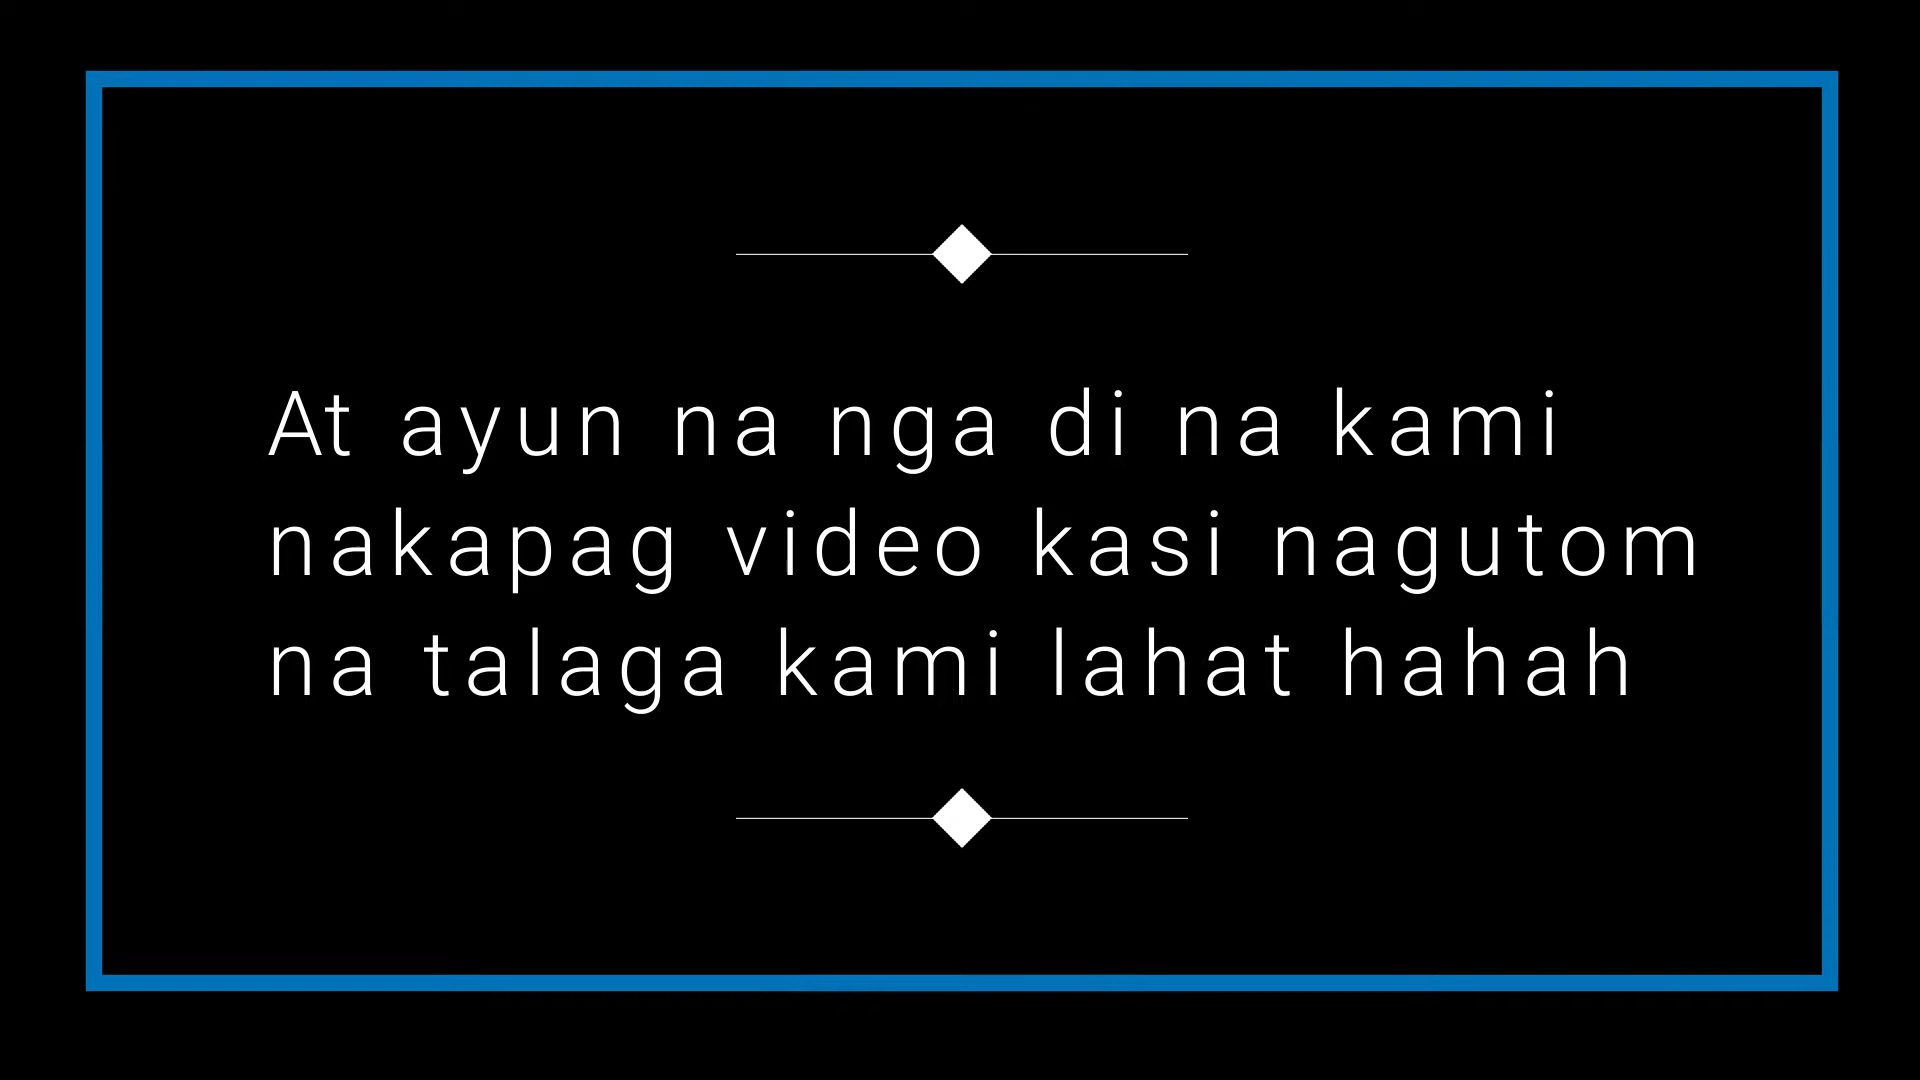 At ayun na nga di na kami
nakapag video kasi nagutom
na talaga kami lahat hahah